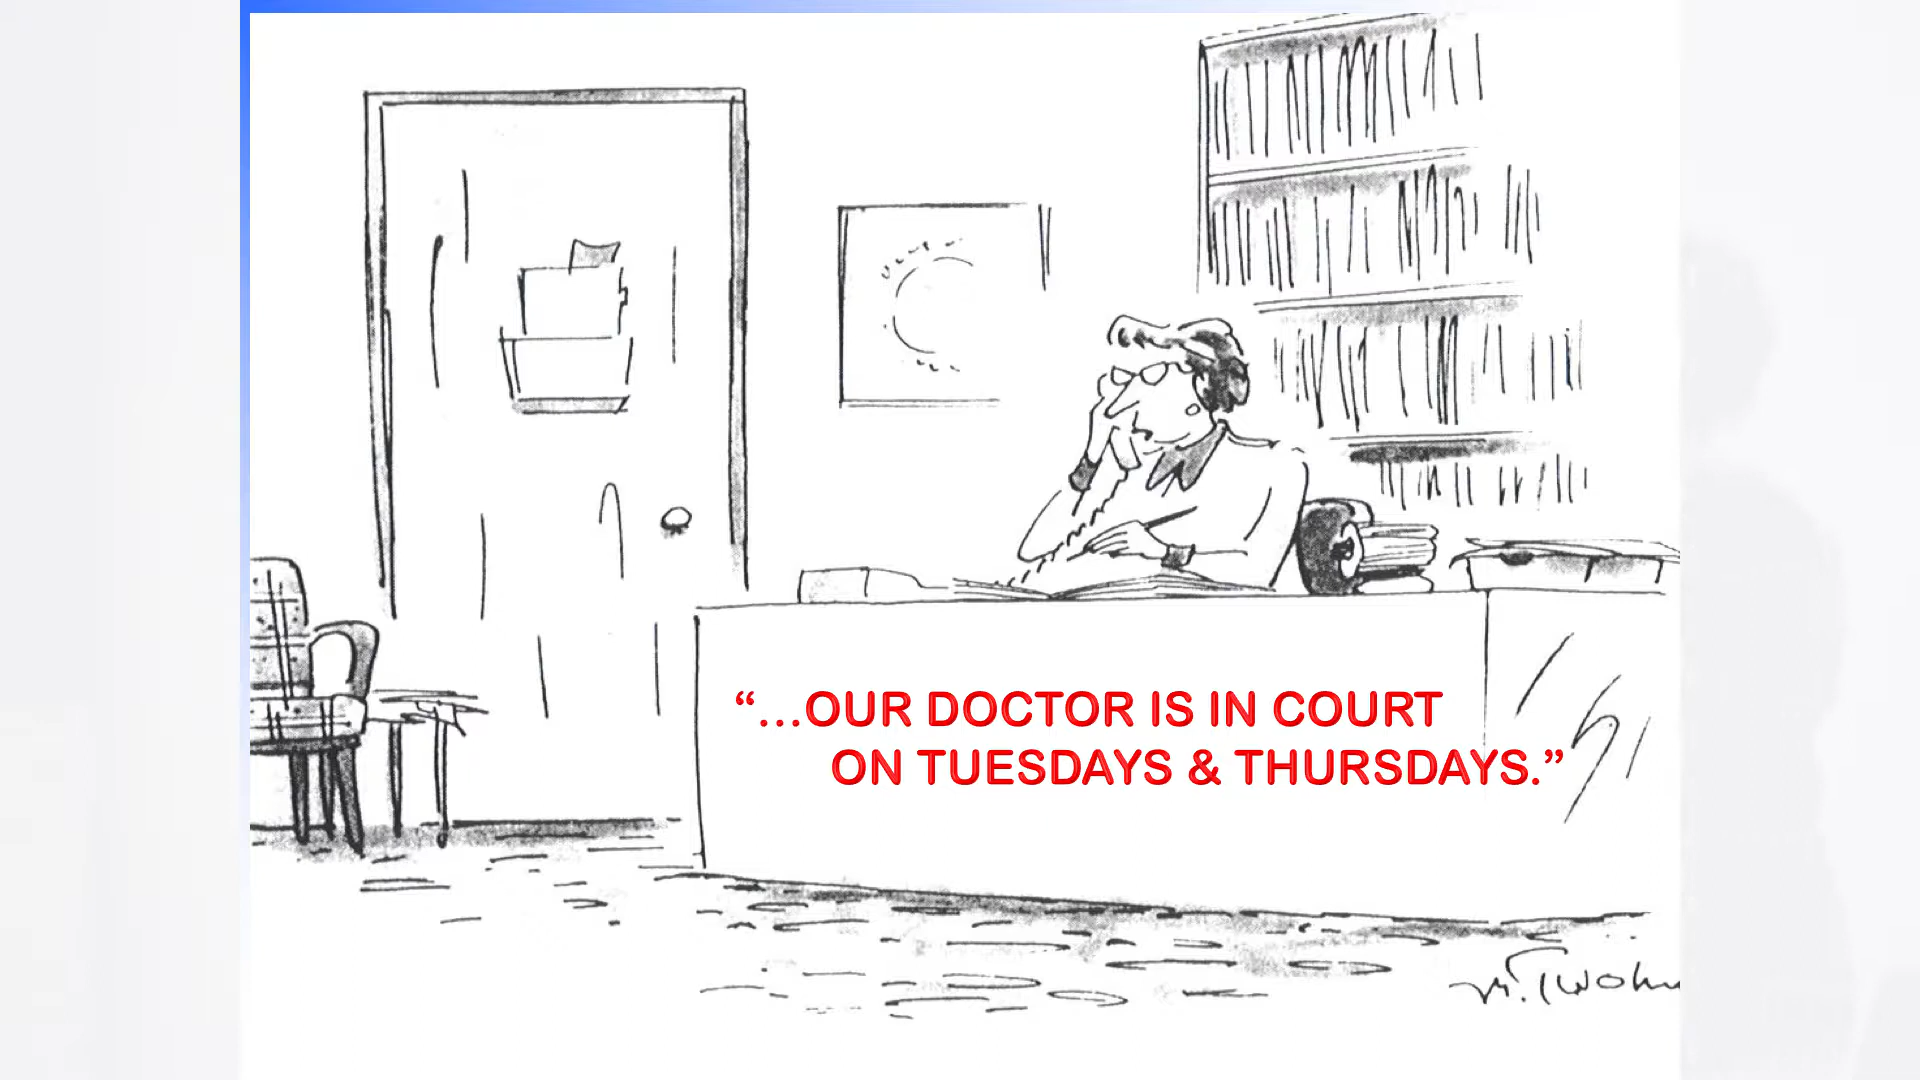 “...OUR DOCTOR IS IN COURT
ON TUESDAYS & THURSDAYS.”